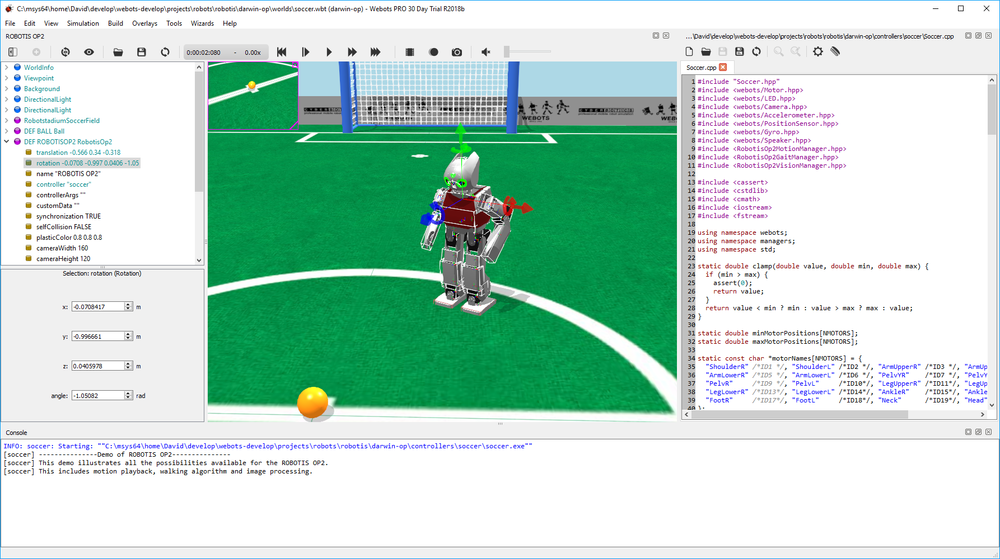 C:\msys64\home\David\develop\webots-develop\projects\robots\robotis\darwin-op\worlds\soccer.wbt (darwin-op) - Webots PRO 30 Day Trial R2018b
File Edit View Simulation Build Overlays Tools Wizards Help
ROBOTIS OP2
0:00:02:080 - 0.00x
WorldInfo
Viewpoint
Background
DirectionalLight
DirectionalLight
RobotstadiumSoccerField
DEF BALL Ball
DEF ROBOTISOP2 RobotisOp2
translation -0.566 0.34 -0.318
rotation -0.0708 -0.997 0.0406 -1.05
name "ROBOTIS OP2"
controller "soccer"
controllerArgs ""
customData ""
synchronization TRUE
selfCollision FALSE
plasticColor 0.8 0.8 0.8
cameraWidth 160
cameraHeight 120
Selection: rotation (Rotation)
x: -0.0708417 m
y: -0.996661 m
z: 0.0405978 m
angle: -1.05082 rad
CYBERBOTICS
professional mobile robot simulation
WEBOTS
CYBERBOTICS
WEBOTS
CYBERBOTICS
professional mobile robot simulation
WEB
...\David\develop\webots-develop\projects\robots\robotis\darwin-op\controllers\soccer\Soccer.cpp
Soccer.cpp
1 #include "Soccer.hpp"
2 #include <webots/Motor.hpp>
3 #include <webots/LED.hpp>
4 #include <webots/Camera.hpp>
5 #include <webots/Accelerometer.hpp>
6 #include <webots/PositionSensor.hpp>
7 #include <webots/Gyro.hpp>
8 #include <webots/Speaker.hpp>
9 #include <RobotisOp2MotionManager.hpp>
10 #include <RobotisOp2GaitManager.hpp>
11 #include <RobotisOp2VisionManager.hpp>
12
13 #include <cassert>
14 #include <cstdlib>
15 #include <cmath>
16 #include <iostream>
17 #include <fstream>
18
19 using namespace webots;
20 using namespace managers;
21 using namespace std;
22
23 static double clamp(double value, double min, double max) {
24 if (min > max) {
25 assert(0);
26 return value;
27 }
28 return value < min ? min : value > max ? max : value;
29 }
30
31 static double minMotorPositions[NMOTORS];
32 static double maxMotorPositions[NMOTORS];
33
34 static const char *motorNames[NMOTORS] = {
35 "ShoulderR" /*ID1 */, "ShoulderL" /*ID2 */, "ArmUpperR" /*ID3 */, "ArmUp
36 "ArmLowerR" /*ID5 */, "ArmLowerL" /*ID6 */, "PelvYR" /*ID7 */, "PelvY
37 "PelvR" /*ID9 */, "PelvL" /*ID10*/, "LegUpperR" /*ID11*/, "LegUp
38 "LegLowerR" /*ID13*/, "LegLowerL" /*ID14*/, "AnkleR" /*ID15*/, "Ankle
39 "FootR" /*ID17*/, "FootL" /*ID18*/, "Neck" /*ID19*/, "Head"
40 };
Console
INFO: soccer: Starting: ""C:\msys64\home\David\develop\webots-develop\projects\robots\robotis\darwin-op\controllers\soccer\soccer.exe""
[soccer] ---------------Demo of ROBOTIS OP2---------------
[soccer] This demo illustrates all the possibilities available for the ROBOTIS OP2.
[soccer] This includes motion playback, walking algorithm and image processing.